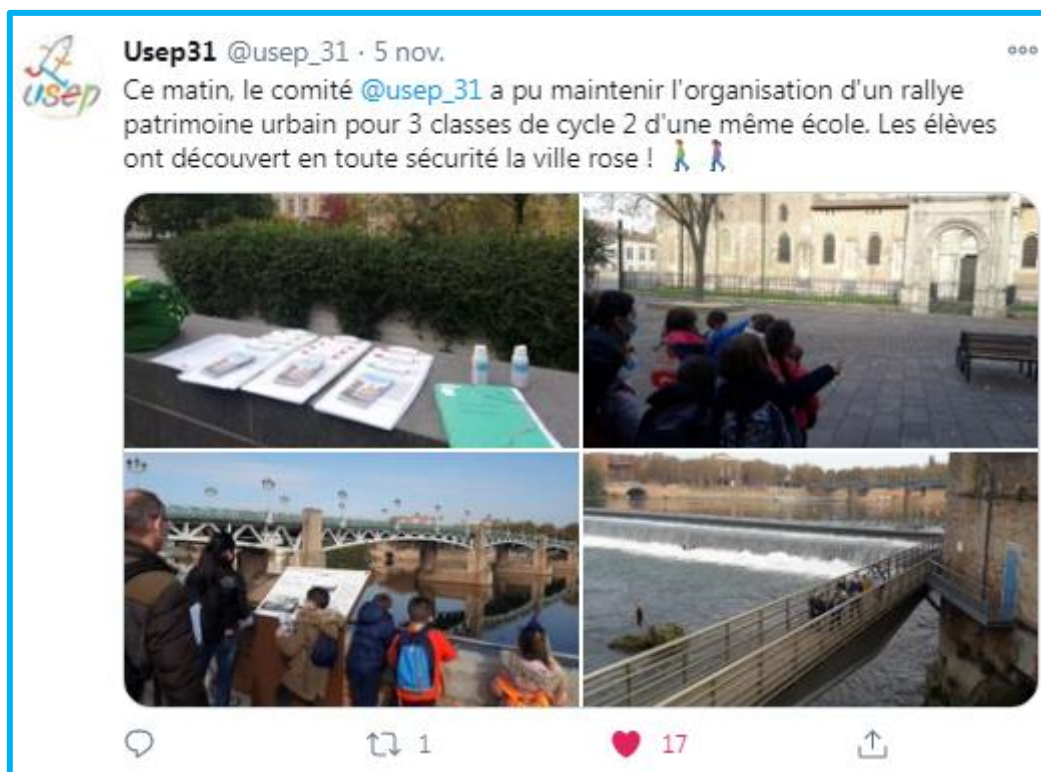 Usep31 @usep_31 · 5 nov.
usep
Ce matin, le comité @usep_31 a pu maintenir l'organisation d'un rallye
patrimoine urbain pour 3 classes de cycle 2 d'une même école. Les élèves
ont découvert en toute sécurité la ville rose !
1
17